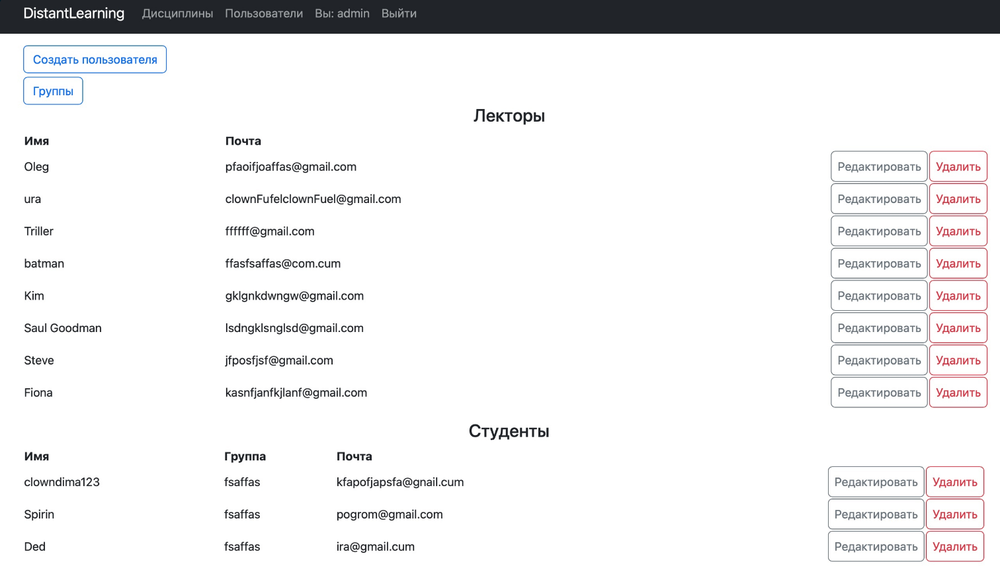 DistantLearning Дисциплины Пользователи Вы: admin Выйти
Создать пользователя
Группы
Лекторы
Имя Почта
Oleg pfaoifjoaffas@gmail.com Редактировать Удалить
ura clownFufelclownFuel@gmail.com Редактировать Удалить
Triller ffffff@gmail.com Редактировать Удалить
batman ffasfsaffas@com.cum Редактировать Удалить
Kim gklgnkdwngw@gmail.com Редактировать Удалить
Saul Goodman lsdngklsnglsd@gmail.com Редактировать Удалить
Steve jfposfjsf@gmail.com Редактировать Удалить
Fiona kasnfjanfkjlanf@gmail.com Редактировать Удалить
Студенты
Имя Группа Почта
clowndima123 fsaffas kfapofjapsfa@gnail.cum Редактировать Удалить
Spirin fsaffas pogrom@gmail.com Редактировать Удалить
Ded fsaffas ira@gmail.cum Редактировать Удалить